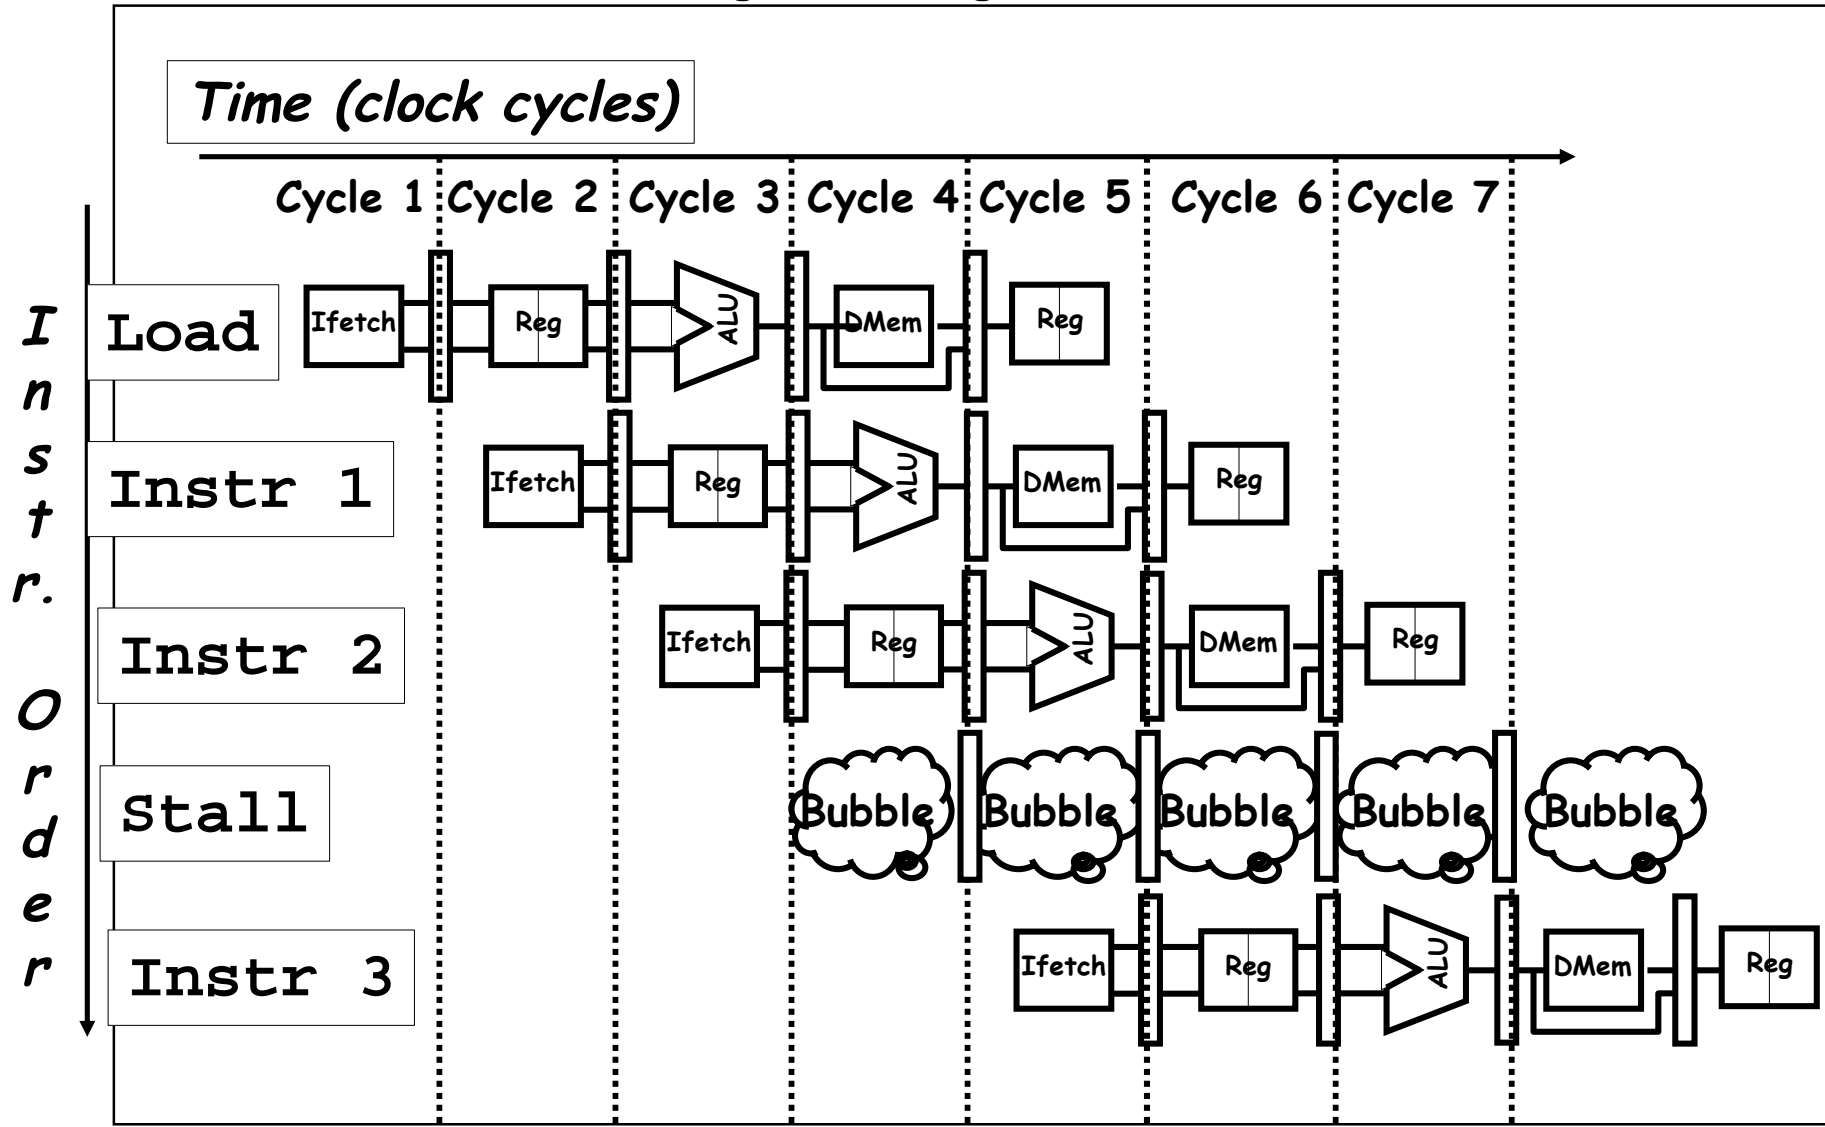 Time (clock cycles)
Cycle 1 Cycle 2 Cycle 3 Cycle 4 Cycle 5 Cycle 6 Cycle 7
Instr. Order
Load Ifetch Reg ALU DMem Reg
Instr 1 Ifetch Reg ALU DMem Reg
Instr 2 Ifetch Reg ALU DMem Reg
Stall Bubble Bubble Bubble Bubble Bubble
Instr 3 Ifetch Reg ALU DMem Reg